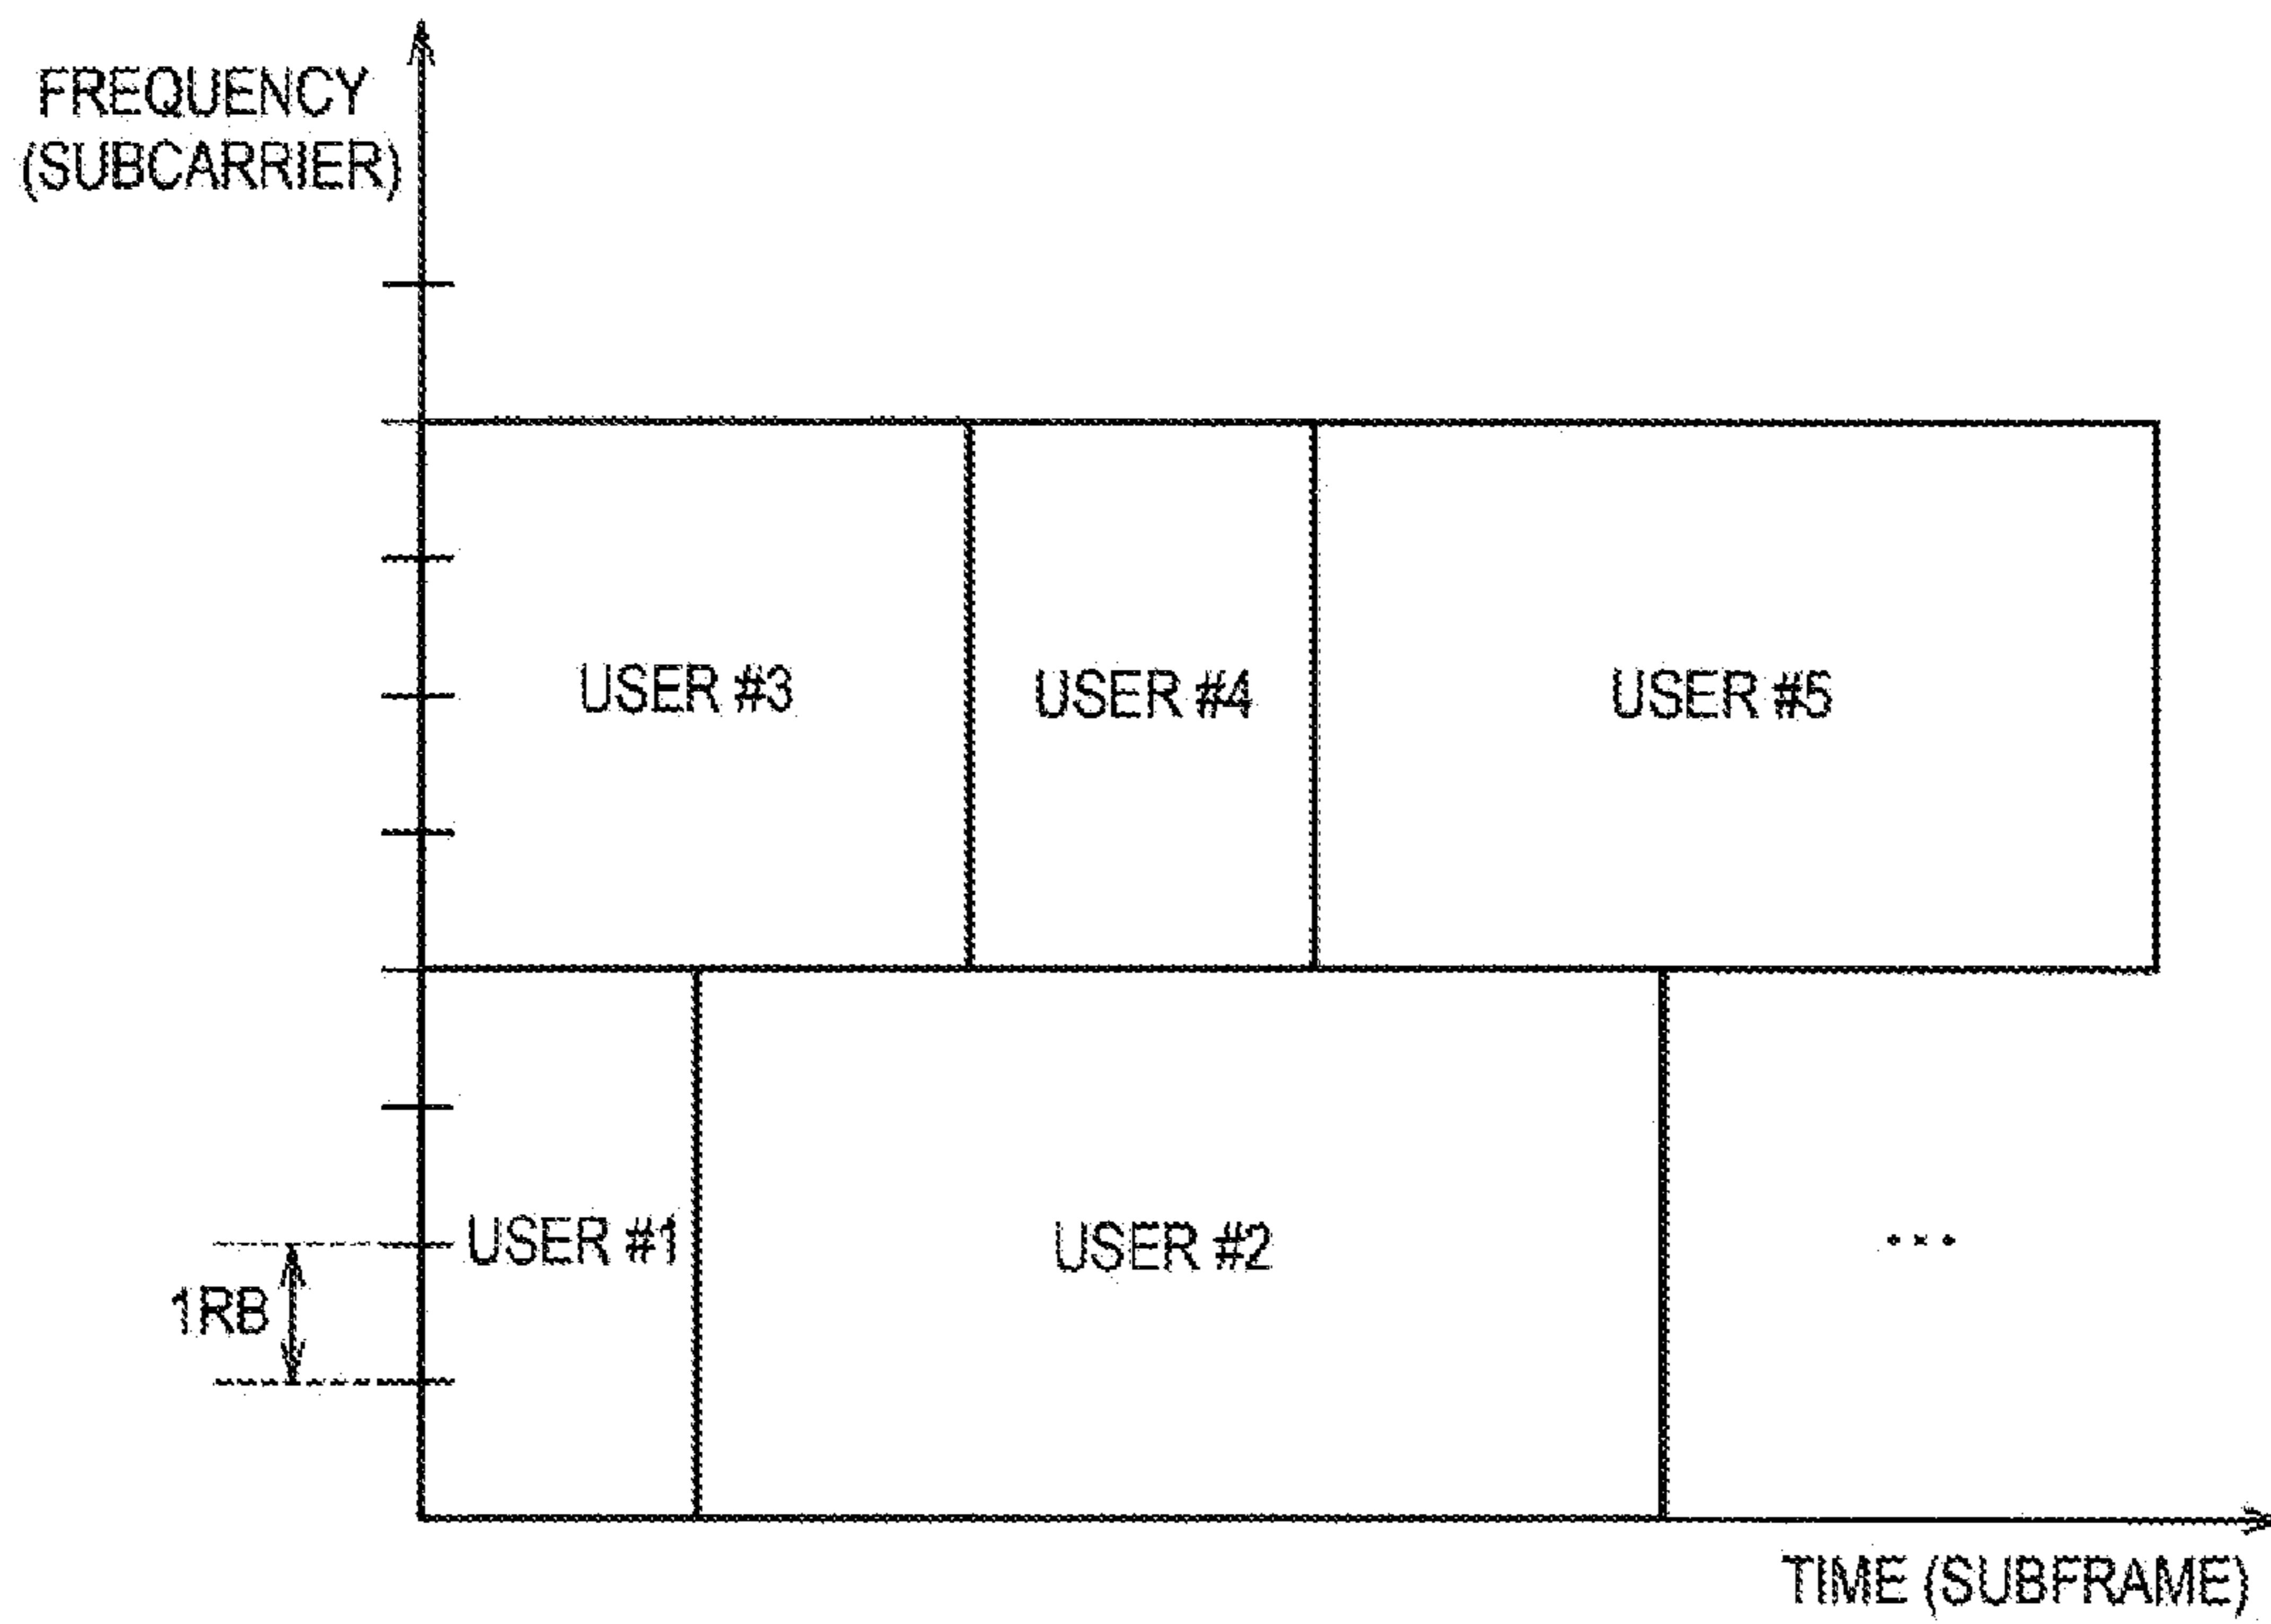 FREQUENCY
(SUBCARRIER)
USER #3
USER #4
USER #5
USER #1
USER #2
...
1RB
TIME (SUBFRAME)